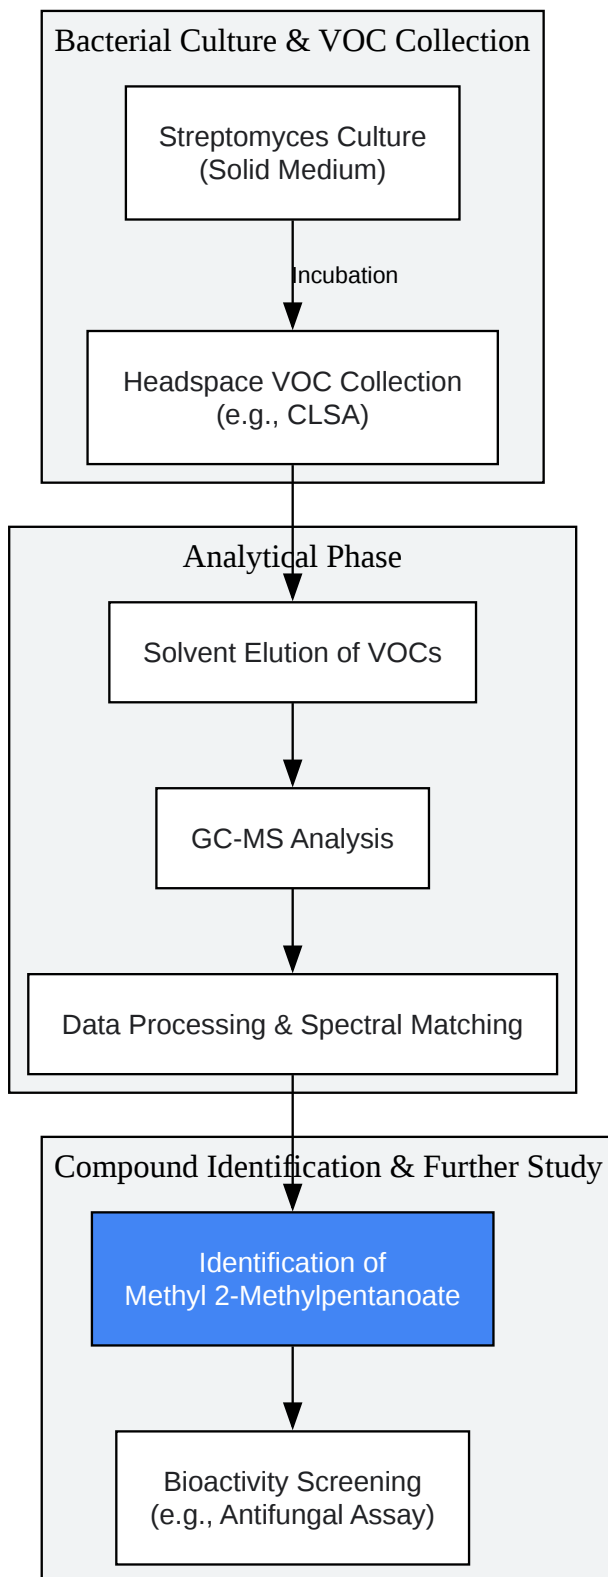 Bacterial Culture & VOC Collection
Streptomyces Culture
(Solid Medium)
Incubation
Headspace VOC Collection
(e.g., CLSA)
Analytical Phase
Solvent Elution of VOCs
GC-MS Analysis
Data Processing & Spectral Matching
Compound Identification & Further Study
Identification of
Methyl 2-Methylpentanoate
Bioactivity Screening
(e.g., Antifungal Assay)